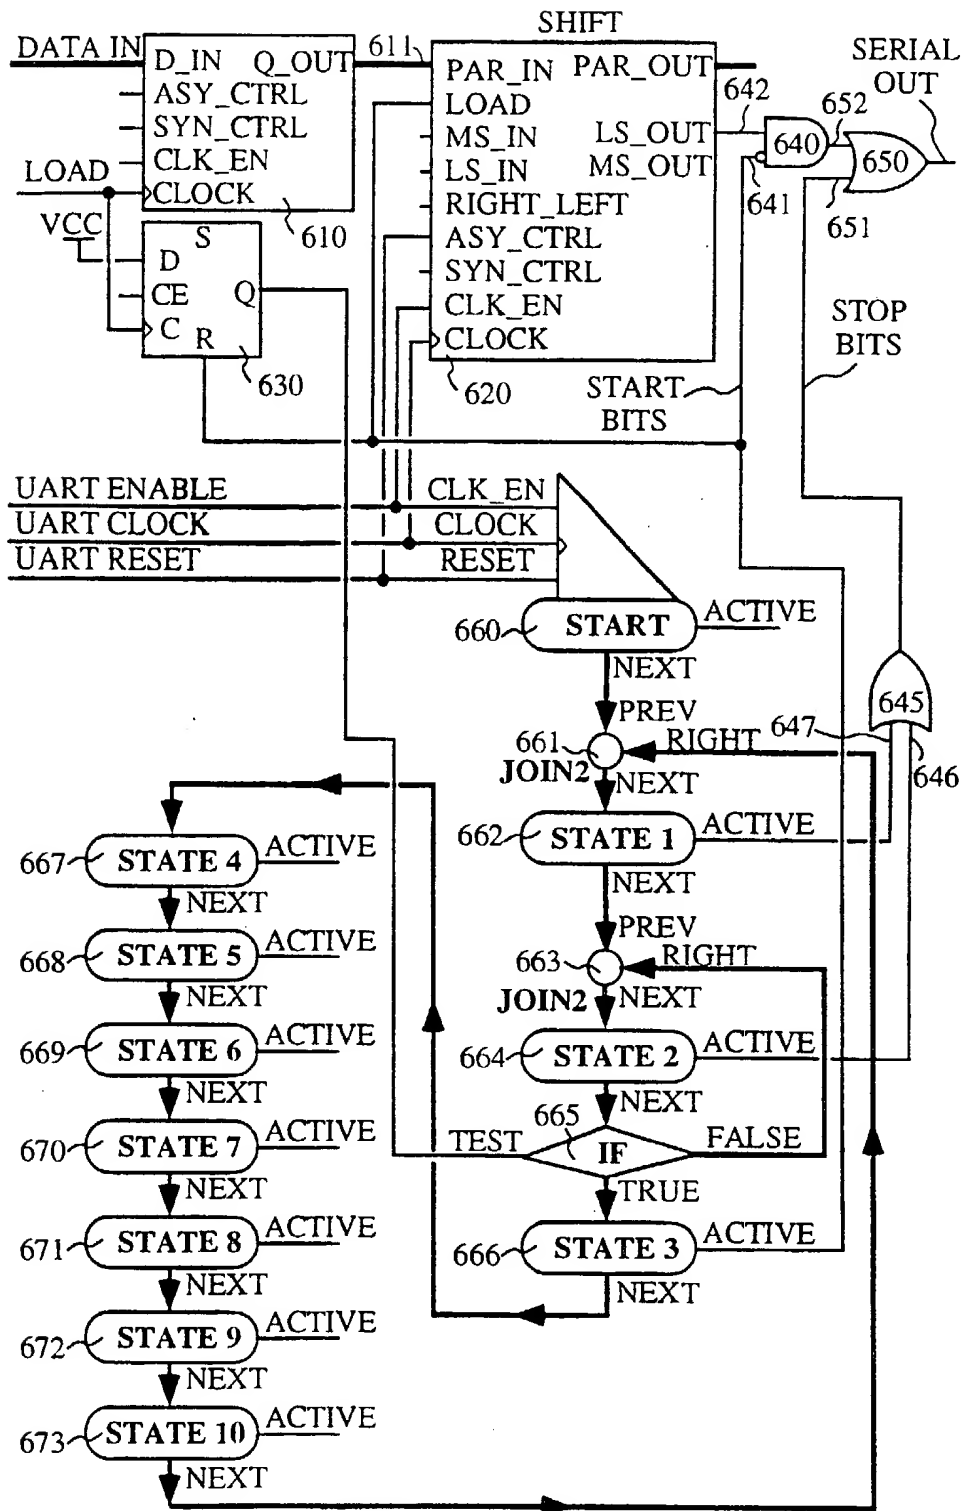 SHIFT
DATA IN
D_IN Q_OUT
ASY_CTRL
SYN_CTRL
CLK_EN
CLOCK
LOAD
610
611
PAR_IN PAR_OUT
LOAD
MS_IN LS_OUT
LS_IN MS_OUT
RIGHT_LEFT
ASY_CTRL
SYN_CTRL
CLK_EN
CLOCK
620
642
640
641
652
650
651
SERIAL
OUT
VCC
S
D
CE Q
C
R
630
START
BITS
STOP
BITS
UART ENABLE CLK_EN
UART CLOCK CLOCK
UART RESET RESET
660 START ACTIVE
NEXT
PREV
661 RIGHT
JOIN2
NEXT
645
647
646
662 STATE 1 ACTIVE
NEXT
PREV
663 RIGHT
JOIN2 NEXT
664 STATE 2 ACTIVE
NEXT
665
TEST IF FALSE
TRUE
666 STATE 3 ACTIVE
NEXT
667 STATE 4 ACTIVE
NEXT
668 STATE 5 ACTIVE
NEXT
669 STATE 6 ACTIVE
NEXT
670 STATE 7 ACTIVE
NEXT
671 STATE 8 ACTIVE
NEXT
672 STATE 9 ACTIVE
NEXT
673 STATE 10 ACTIVE
NEXT